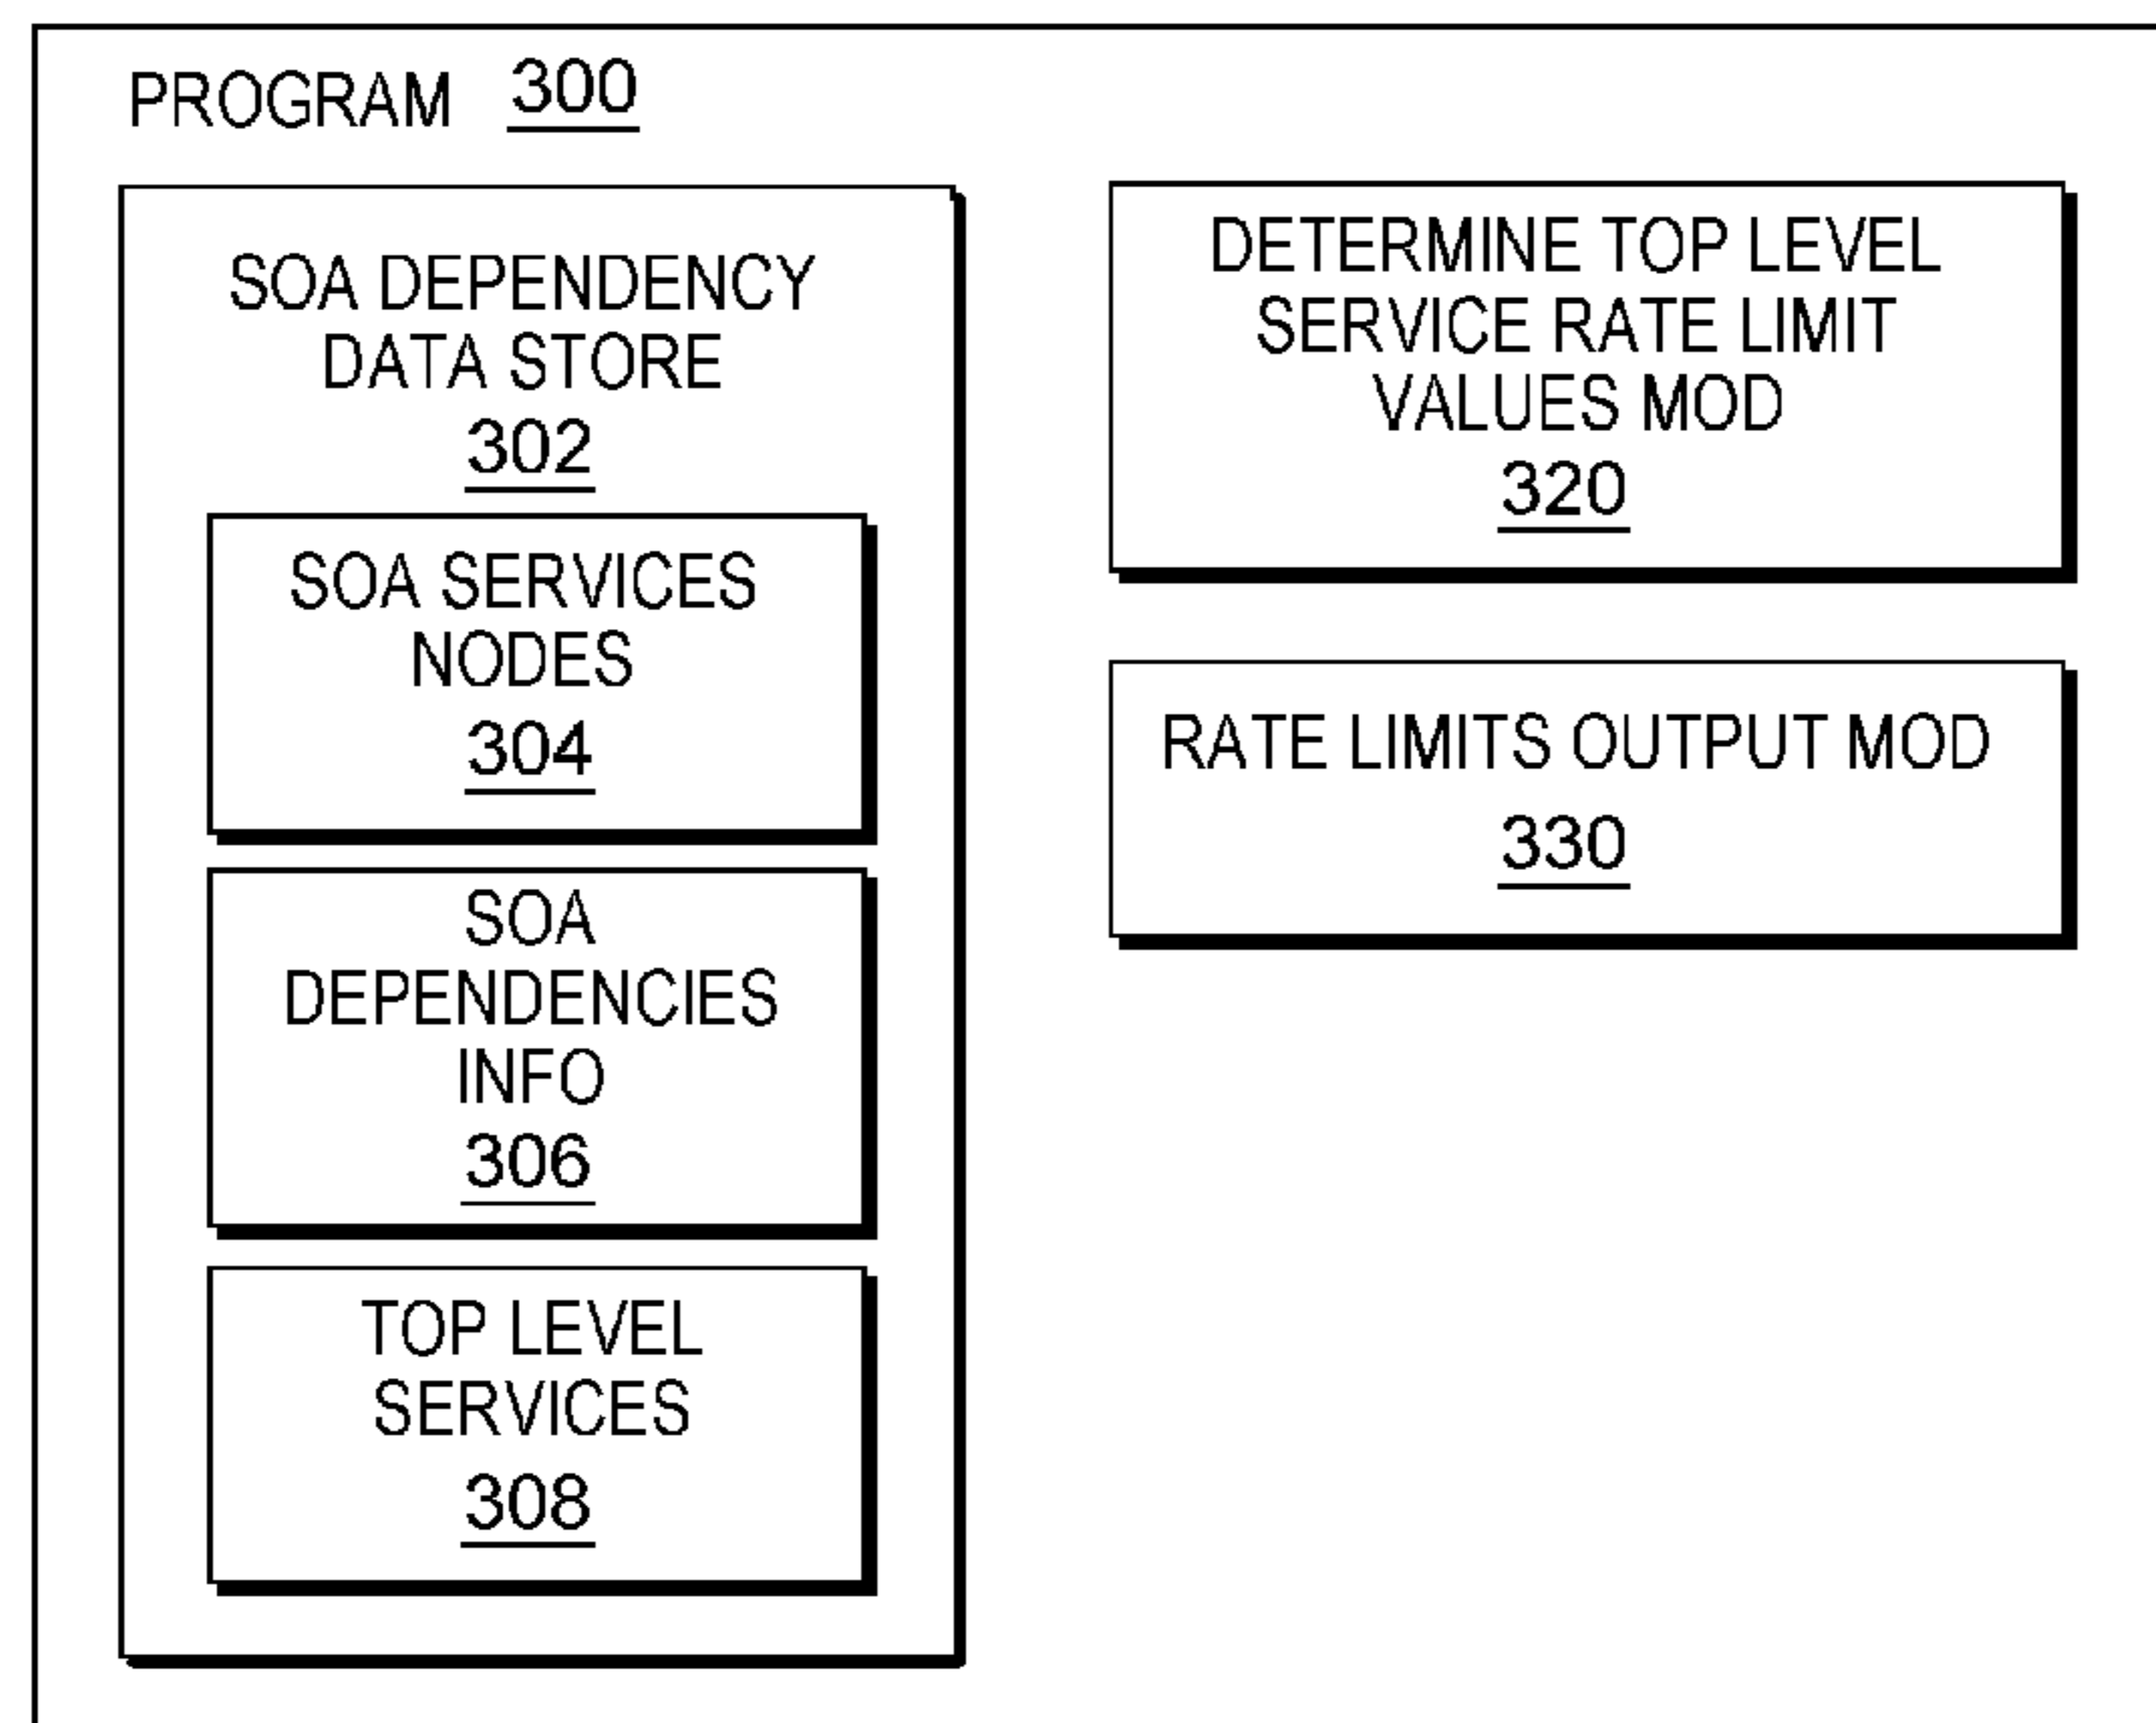 PROGRAM 300
SOA DEPENDENCY
DATA STORE
302
SOA SERVICES
NODES
304
SOA
DEPENDENCIES
INFO
306
TOP LEVEL
SERVICES
308
DETERMINE TOP LEVEL
SERVICE RATE LIMIT
VALUES MOD
320
RATE LIMITS OUTPUT MOD
330